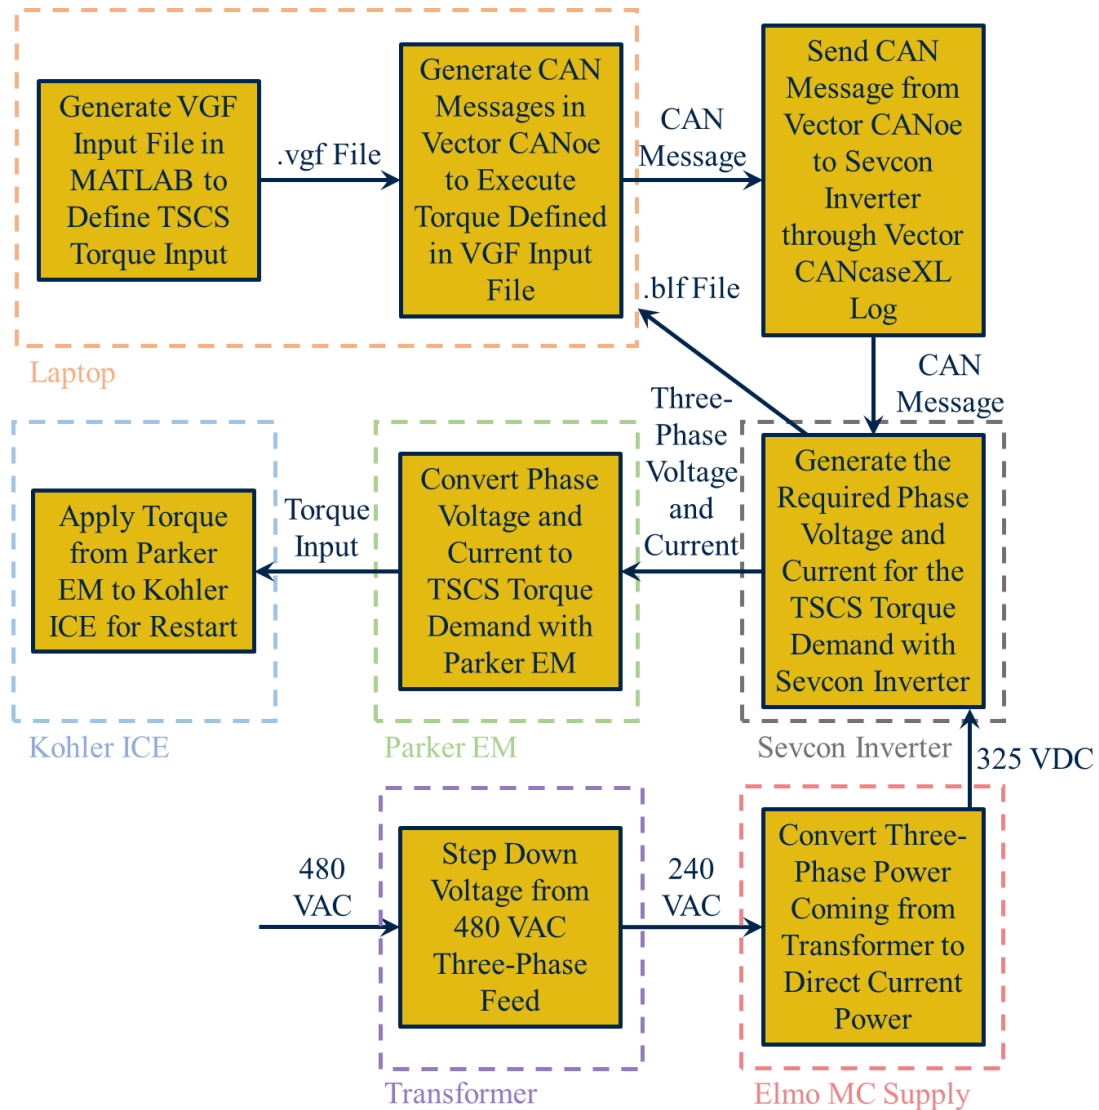 Generate VGF
Input File in
MATLAB to
Define TSCS
Torque Input
.vgf File
Generate CAN
Messages in
Vector CANoe
to Execute
Torque Defined
in VGF Input
File
CAN
Message
Send CAN
Message from
Vector CANoe
to Sevcon
Inverter
through Vector
CANcaseXL
Log
.blf File
Laptop
CAN
Message
Three-
Phase
Voltage
and
Current
Generate the
Required Phase
Voltage and
Current for the
TSCS Torque
Demand with
Sevcon Inverter
Convert Phase
Voltage and
Current to
TSCS Torque
Demand with
Parker EM
Torque
Input
Apply Torque
from Parker
EM to Kohler
ICE for Restart
Kohler ICE
Parker EM
Sevcon Inverter
325 VDC
480
VAC
Step Down
Voltage from
480 VAC
Three-Phase
Feed
240
VAC
Convert Three-
Phase Power
Coming from
Transformer to
Direct Current
Power
Transformer
Elmo MC Supply